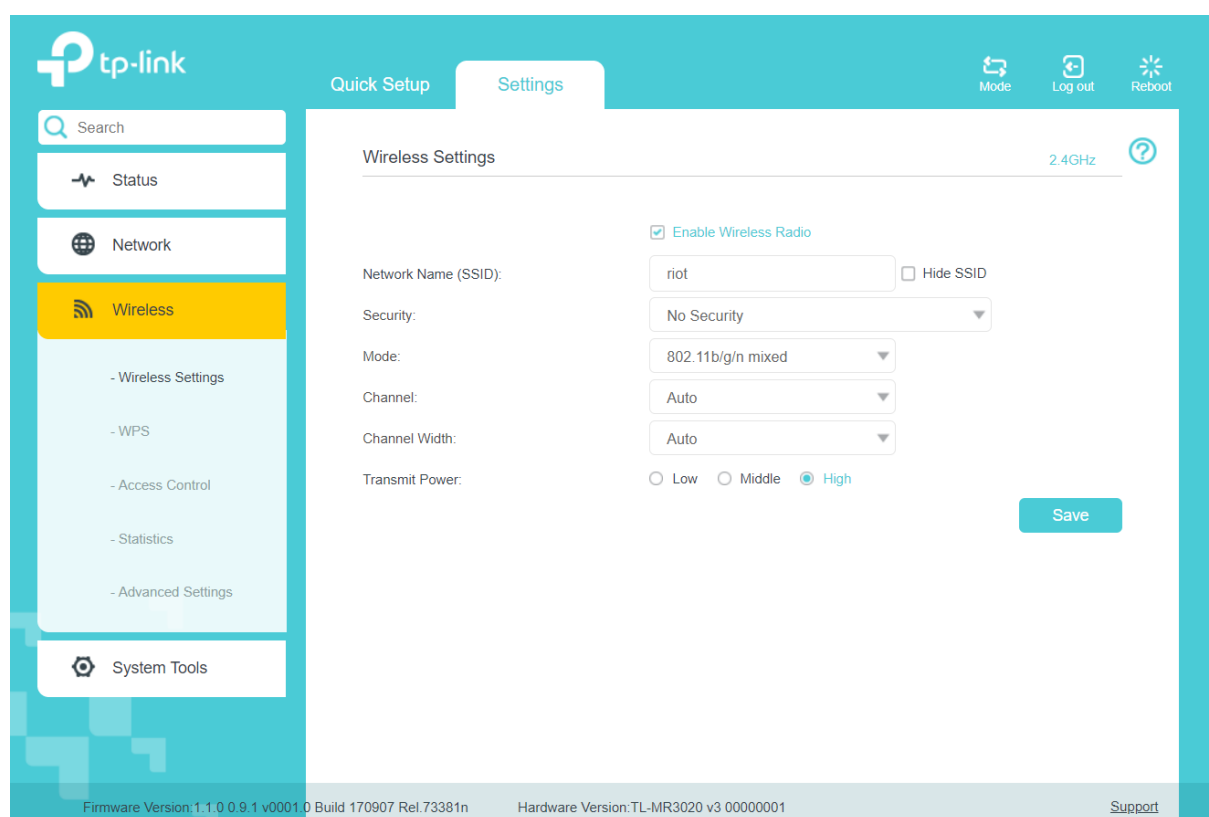 tp-link
Quick Setup Settings Mode Log out Reboot
Search
Status
Network
Wireless
- Wireless Settings
- WPS
- Access Control
- Statistics
- Advanced Settings
System Tools
Wireless Settings 2.4GHz ?
Enable Wireless Radio
Network Name (SSID): riot Hide SSID
Security: No Security
Mode: 802.11b/g/n mixed
Channel: Auto
Channel Width: Auto
Transmit Power: Low Middle High
Save
Firmware Version:1.1.0 0.9.1 v0001.0 Build 170907 Rel.73381n Hardware Version:TL-MR3020 v3 00000001 Support